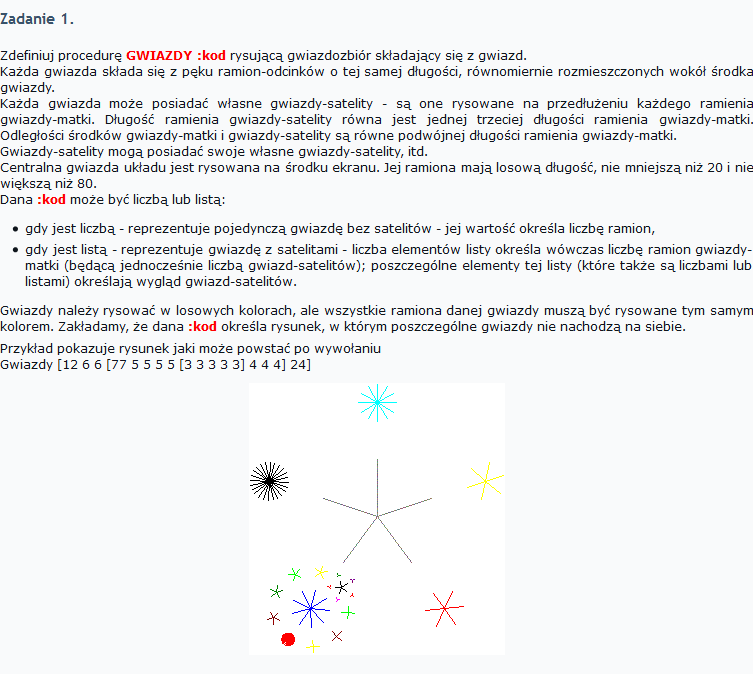 Zadanie 1.
Zdefiniuj procedurę GWIAZDY :kod rysującą gwiazdozbiór składający się z gwiazd.
Każda gwiazda składa się z pęku ramion-odcinków o tej samej długości, równomiernie rozmieszczonych wokół środka
gwiazdy.
Każda gwiazda może posiadać własne gwiazdy-satelity - są one rysowane na przedłużeniu każdego ramienia
gwiazdy-matki. Długość ramienia gwiazdy-satelity równa jest jednej trzeciej długości ramienia gwiazdy-matki.
Odległości środków gwiazdy-matki i gwiazdy-satelity są równe podwójnej długości ramienia gwiazdy-matki.
Gwiazdy-satelity mogą posiadać swoje własne gwiazdy-satelity, itd.
Centralna gwiazda układu jest rysowana na środku ekranu. Jej ramiona mają losową długość, nie mniejszą niż 20 i nie
większą niż 80.
Dana :kod może być liczbą lub listą:
• gdy jest liczbą - reprezentuje pojedynczą gwiazdę bez satelitów - jej wartość określa liczbę ramion,
• gdy jest listą - reprezentuje gwiazdę z satelitami - liczba elementów listy określa wówczas liczbę ramion gwiazdy-
matki (będącą jednocześnie liczbą gwiazd-satelitów); poszczególne elementy tej listy (które także są liczbami lub
listami) określają wygląd gwiazd-satelitów.
Gwiazdy należy rysować w losowych kolorach, ale wszystkie ramiona danej gwiazdy muszą być rysowane tym samym
kolorem. Zakładamy, że dana :kod określa rysunek, w którym poszczególne gwiazdy nie nachodzą na siebie.
Przykład pokazuje rysunek jaki może powstać po wywołaniu
Gwiazdy [12 6 6 [77 5 5 5 5 [3 3 3 3 3] 4 4 4] 24]